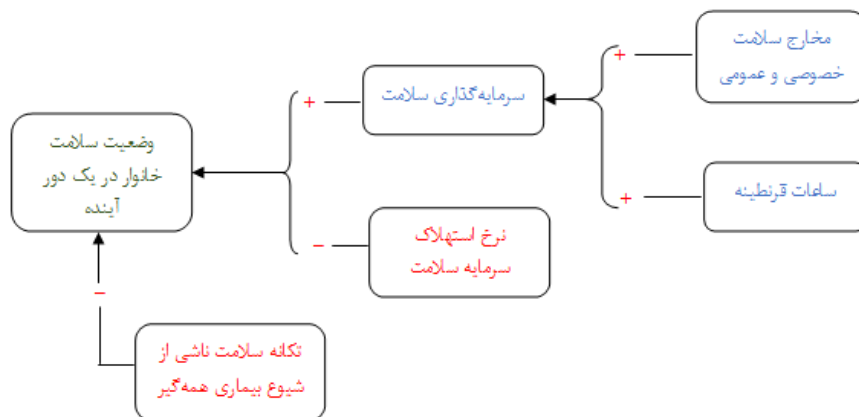 مخارج سلامت
خصوصی و عمومی
+
سرمایه‌گذاری سلامت
+
وضعیت سلامت
خانوار در یک دور
آینده
ساعات قرنطینه
+
نرخ استهلاک
سرمایه سلامت
−
−
تکانه سلامت ناشی از
شیوع بیماری همه‌گیر